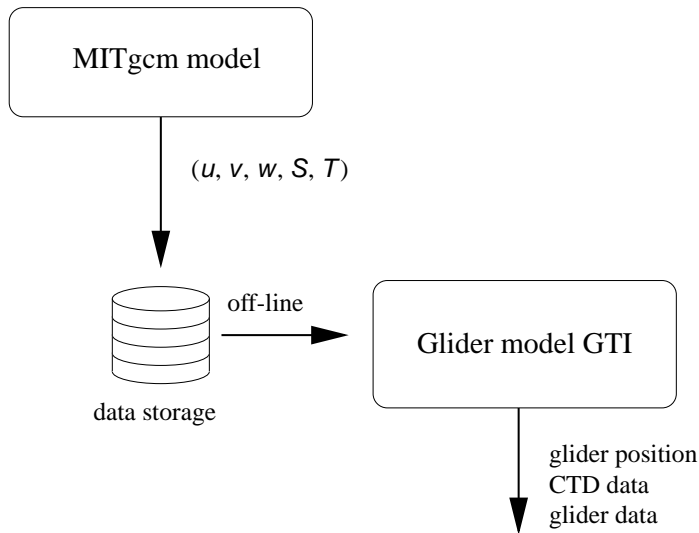 MITgcm model
(u, v, w, S, T)
off-line
Glider model GTI
data storage
glider position
CTD data
glider data